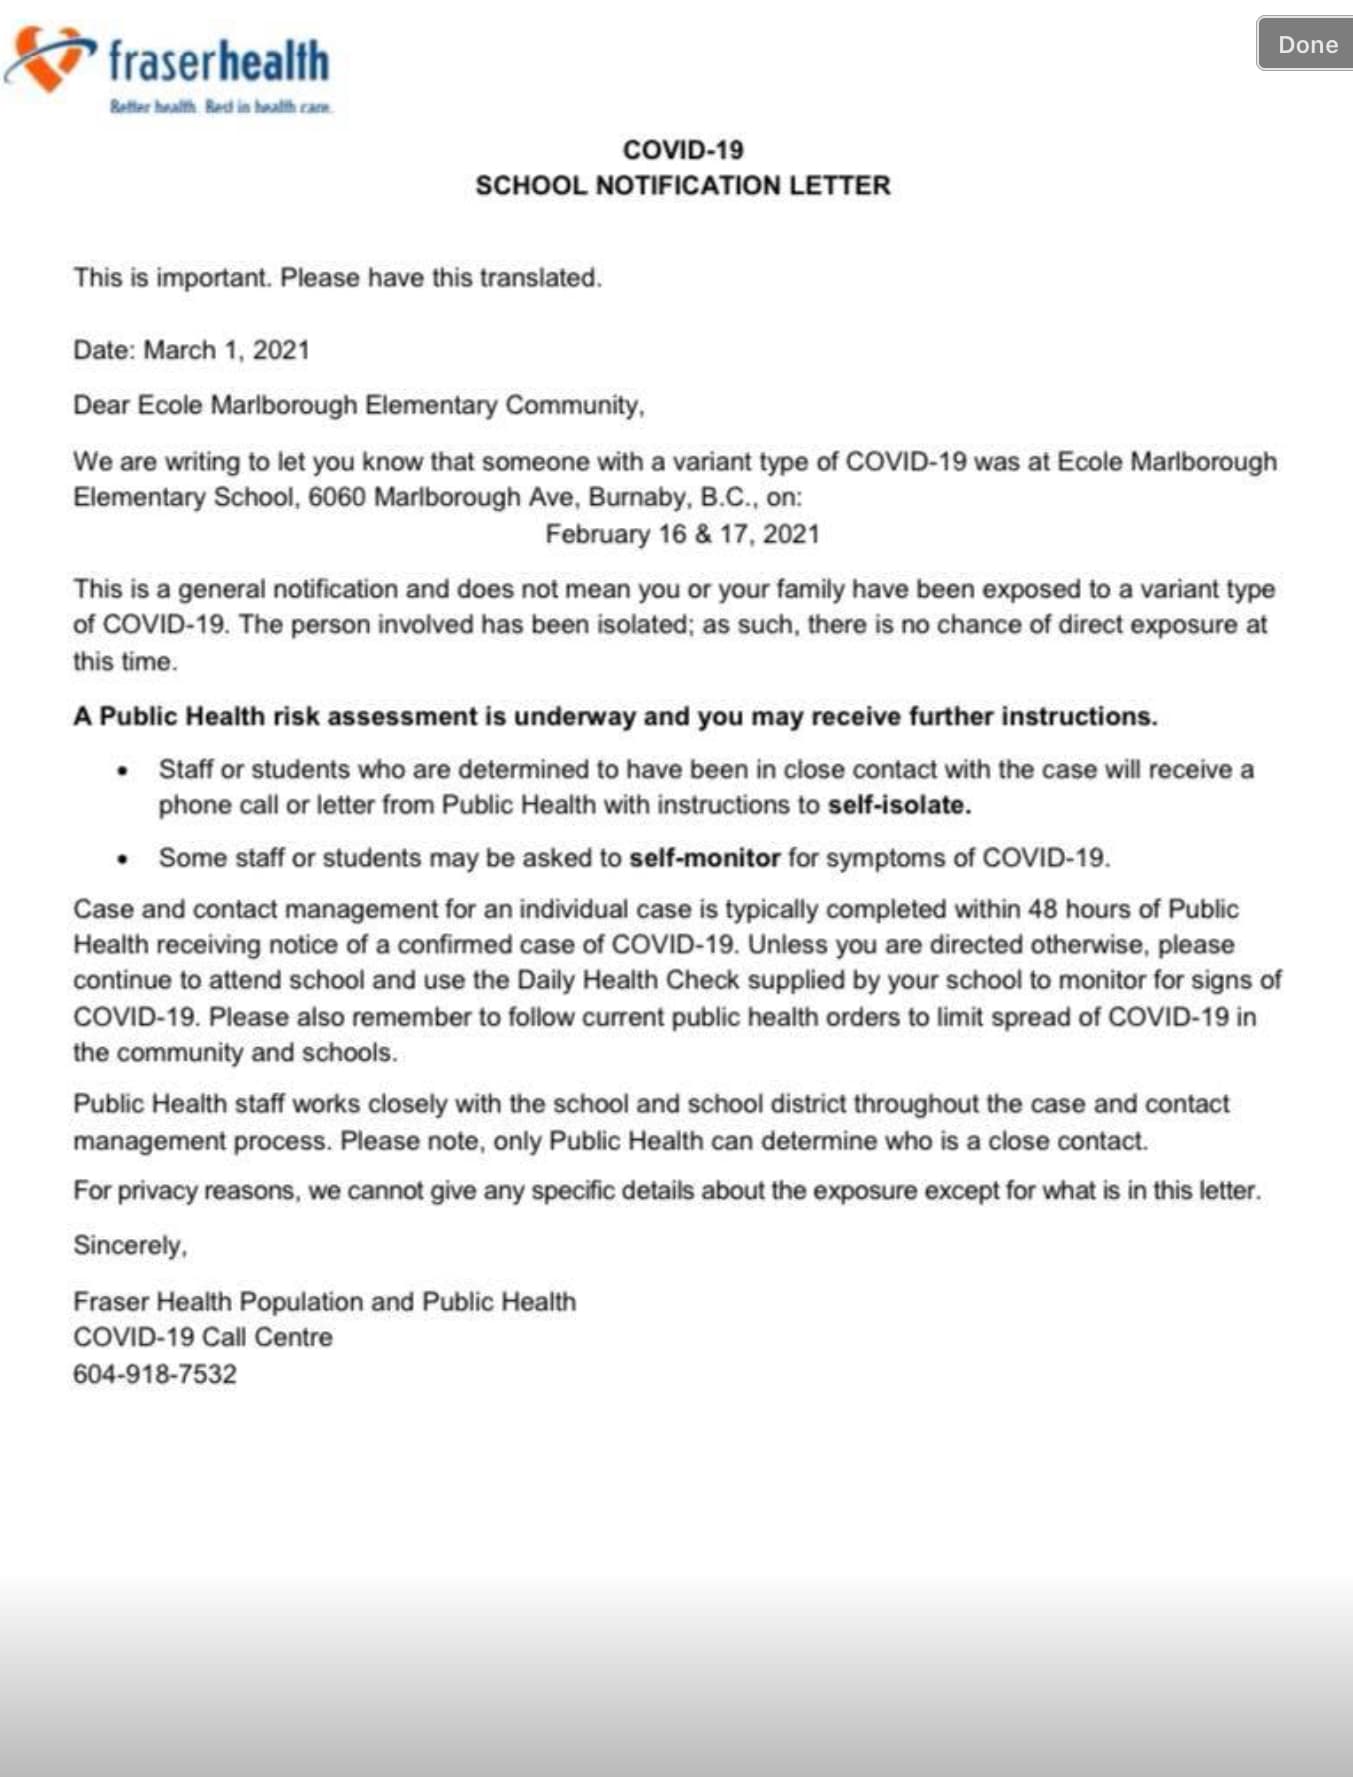 fraserhealth
Better health. Best in health care.
Done
COVID-19
SCHOOL NOTIFICATION LETTER
This is important. Please have this translated.
Date: March 1, 2021
Dear Ecole Marlborough Elementary Community,
We are writing to let you know that someone with a variant type of COVID-19 was at Ecole Marlborough
Elementary School, 6060 Marlborough Ave, Burnaby, B.C., on:
February 16 & 17, 2021
This is a general notification and does not mean you or your family have been exposed to a variant type
of COVID-19. The person involved has been isolated; as such, there is no chance of direct exposure at
this time.
A Public Health risk assessment is underway and you may receive further instructions.
• Staff or students who are determined to have been in close contact with the case will receive a
phone call or letter from Public Health with instructions to self-isolate.
• Some staff or students may be asked to self-monitor for symptoms of COVID-19.
Case and contact management for an individual case is typically completed within 48 hours of Public
Health receiving notice of a confirmed case of COVID-19. Unless you are directed otherwise, please
continue to attend school and use the Daily Health Check supplied by your school to monitor for signs of
COVID-19. Please also remember to follow current public health orders to limit spread of COVID-19 in
the community and schools.
Public Health staff works closely with the school and school district throughout the case and contact
management process. Please note, only Public Health can determine who is a close contact.
For privacy reasons, we cannot give any specific details about the exposure except for what is in this letter.
Sincerely,
Fraser Health Population and Public Health
COVID-19 Call Centre
604-918-7532